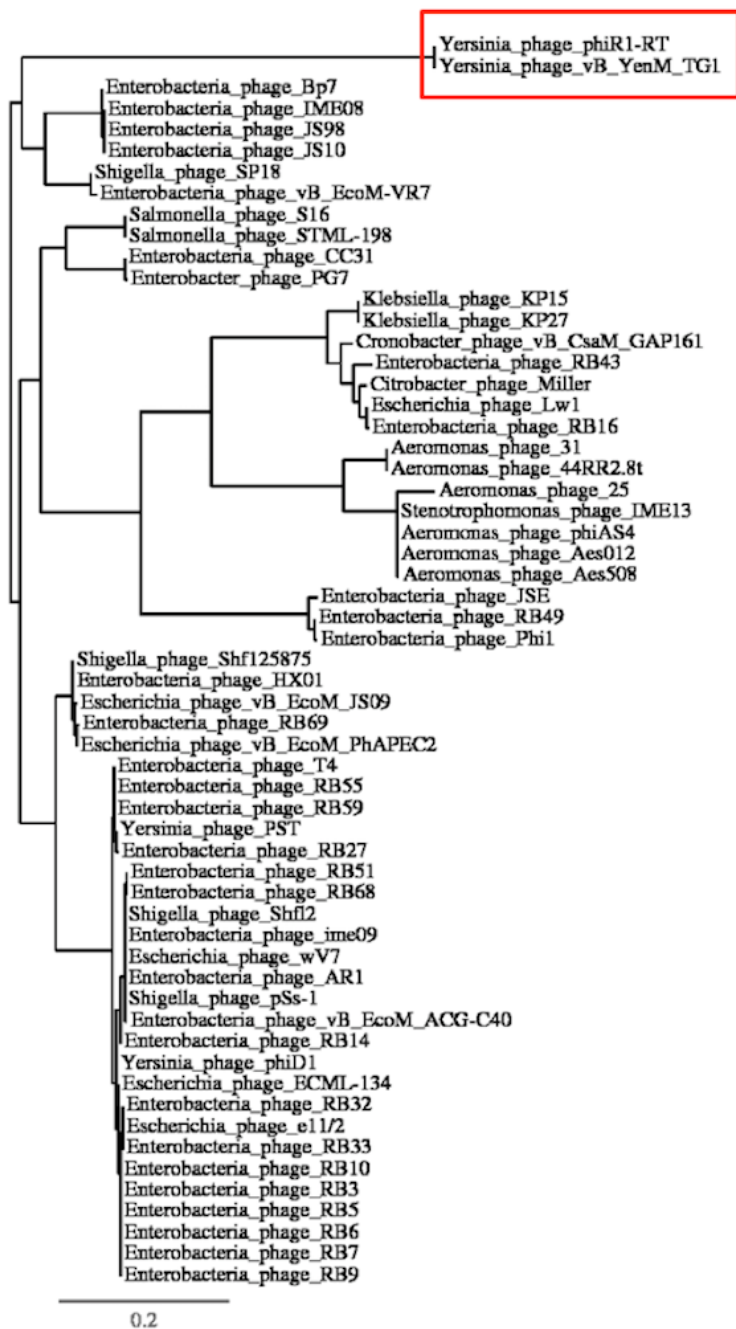 Yersinia_phage_phiR1-RT
Yersinia_phage_vB_YenM_TG1
Enterobacteria_phage_Bp7
Enterobacteria_phage_IME08
Enterobacteria_phage_JS98
Enterobacteria_phage_JS10
Shigella_phage_SP18
Enterobacteria_phage_vB_EcoM-VR7
Salmonella_phage_S16
Salmonella_phage_STML-198
Enterobacteria_phage_CC31
Enterobacter_phage_PG7
Klebsiella_phage_KP15
Klebsiella_phage_KP27
Cronobacter_phage_vB_CsaM_GAP161
Enterobacteria_phage_RB43
Citrobacter_phage_Miller
Escherichia_phage_Lw1
Enterobacteria_phage_RB16
Aeromonas_phage_31
Aeromonas_phage_44RR2.8t
Aeromonas_phage_25
Stenotrophomonas_phage_IME13
Aeromonas_phage_phiAS4
Aeromonas_phage_Aes012
Aeromonas_phage_Aes508
Enterobacteria_phage_JSE
Enterobacteria_phage_RB49
Enterobacteria_phage_Phi1
Shigella_phage_Shf125875
Enterobacteria_phage_HX01
Escherichia_phage_vB_EcoM_JS09
Enterobacteria_phage_RB69
Escherichia_phage_vB_EcoM_PhAPEC2
Enterobacteria_phage_T4
Enterobacteria_phage_RB55
Enterobacteria_phage_RB59
Yersinia_phage_PST
Enterobacteria_phage_RB27
Enterobacteria_phage_RB51
Enterobacteria_phage_RB68
Shigella_phage_Shfl2
Enterobacteria_phage_ime09
Escherichia_phage_wV7
Enterobacteria_phage_AR1
Shigella_phage_pSs-1
Enterobacteria_phage_vB_EcoM_ACG-C40
Enterobacteria_phage_RB14
Yersinia_phage_phiD1
Escherichia_phage_ECML-134
Enterobacteria_phage_RB32
Escherichia_phage_e11/2
Enterobacteria_phage_RB33
Enterobacteria_phage_RB10
Enterobacteria_phage_RB3
Enterobacteria_phage_RB5
Enterobacteria_phage_RB6
Enterobacteria_phage_RB7
Enterobacteria_phage_RB9
0.2